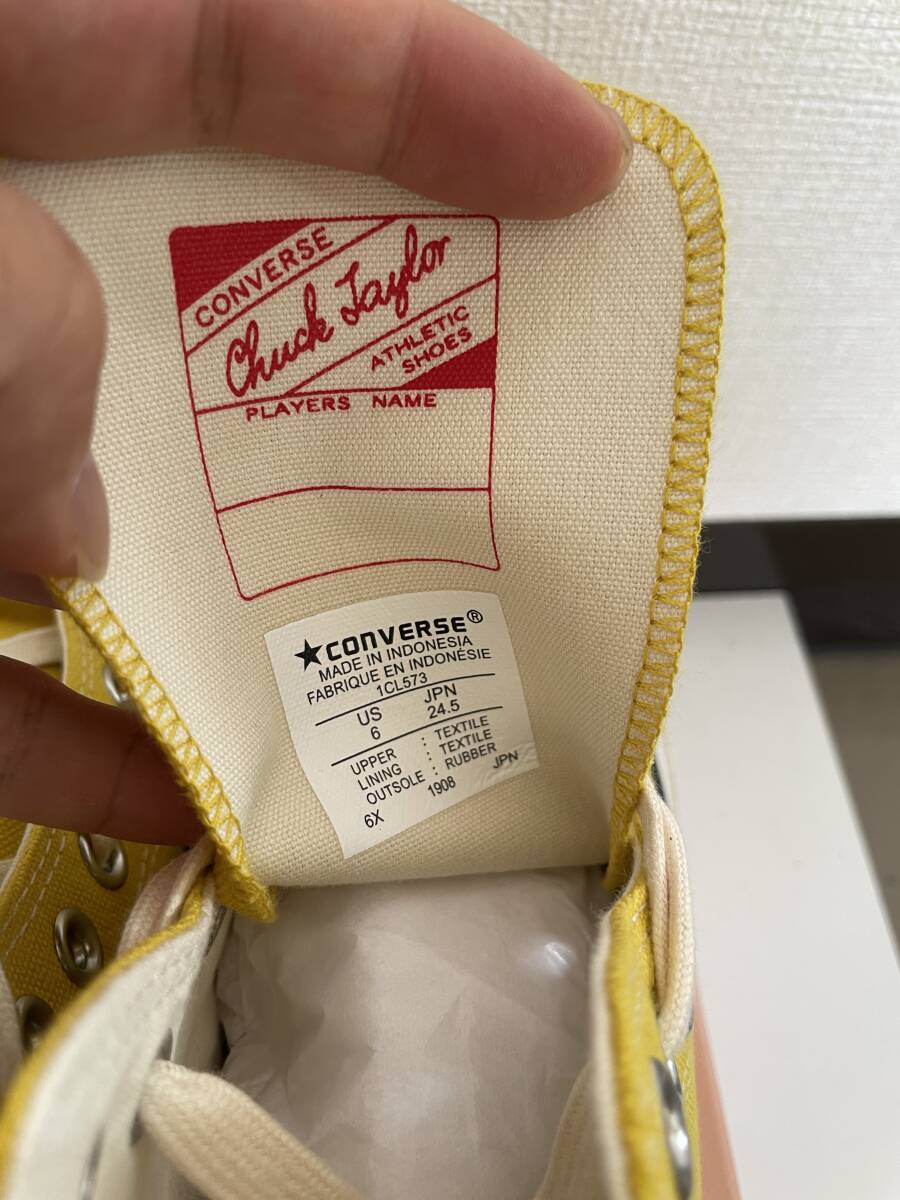 CONVERSE
Chuck Taylor
ATHLETIC
SHOES
PLAYERS NAME
★CONVERSE®
MADE IN INDONESIA
FABRIQUE EN INDONÉSIE
1CL573
US JPN
6 24.5
UPPER : TEXTILE
LINING : TEXTILE
OUTSOLE : RUBBER
6X 1908 JPN